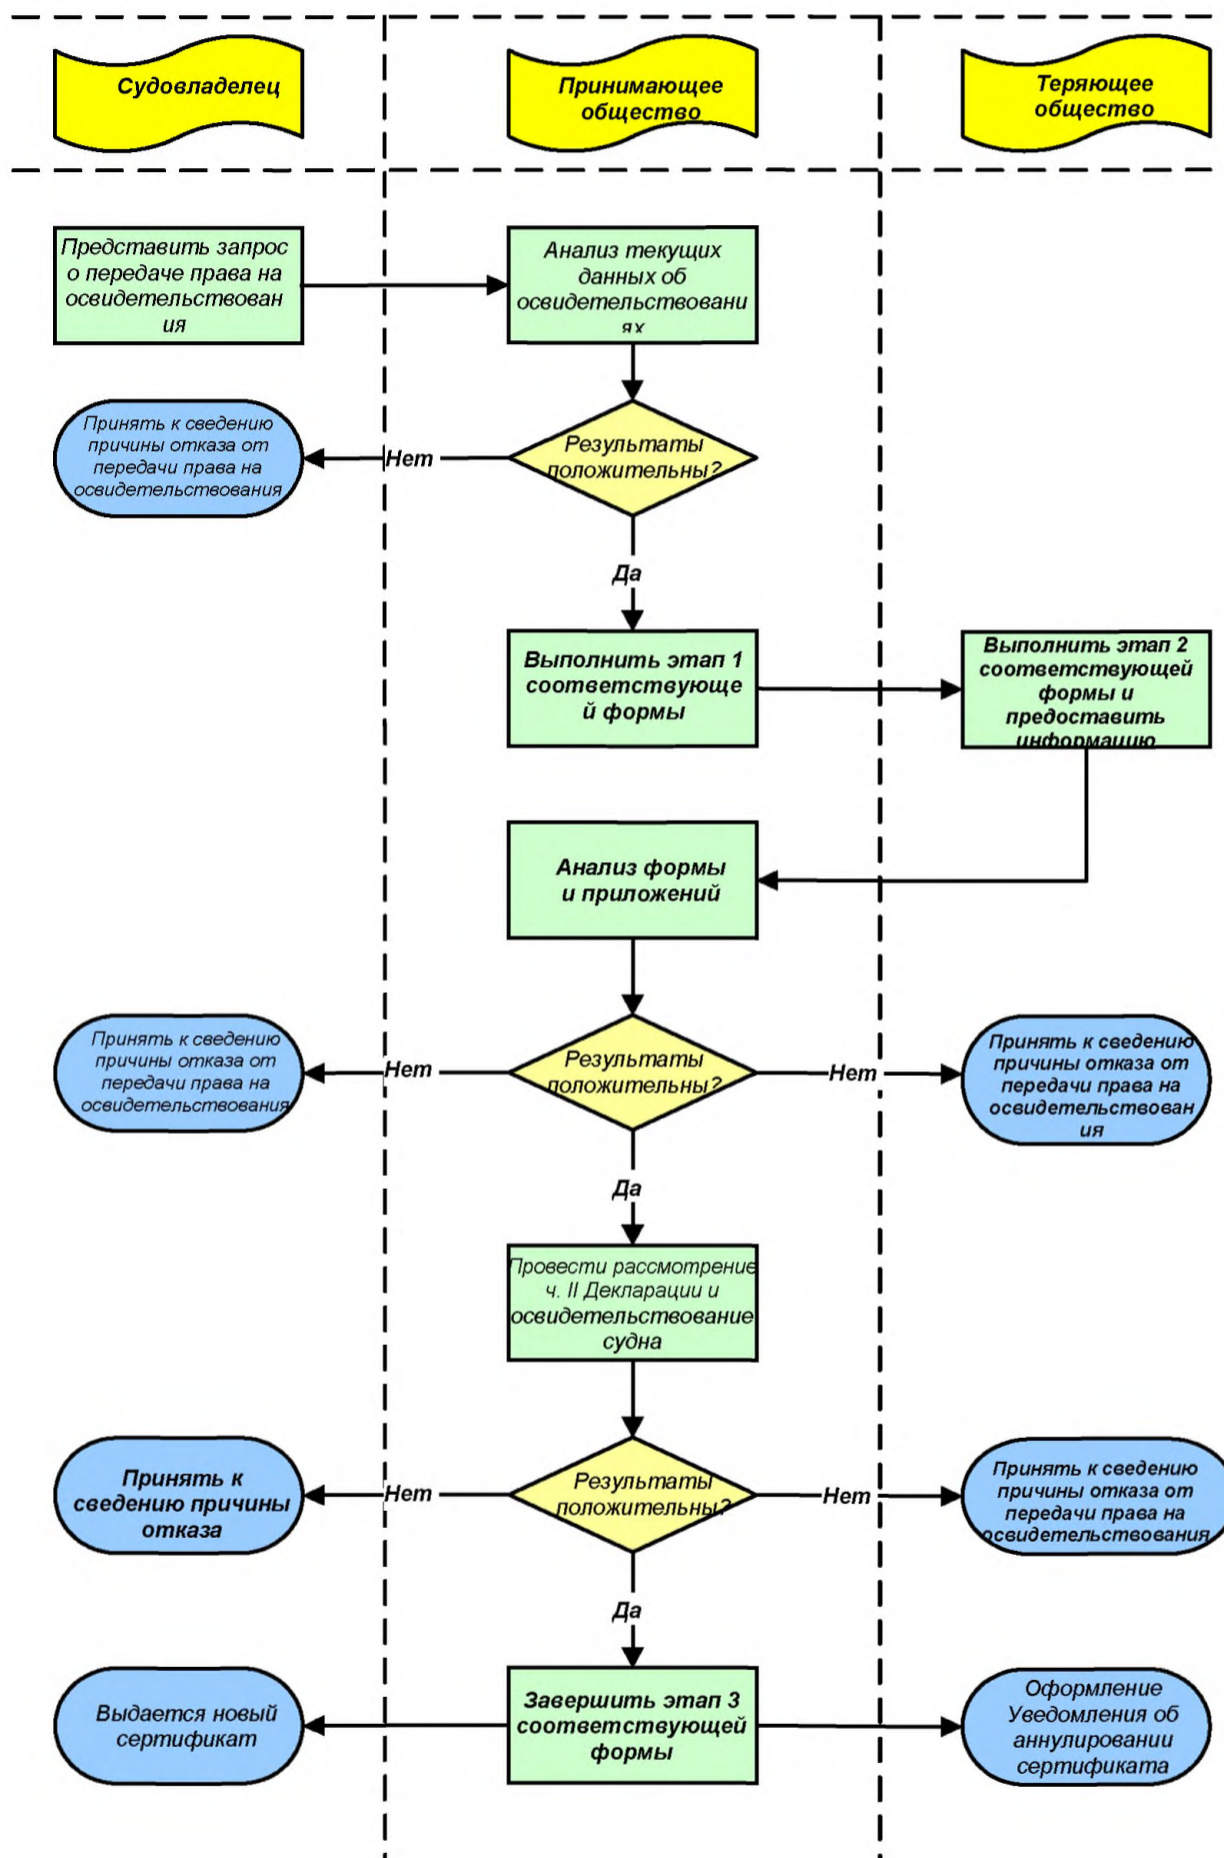 Судовладелец
Принимающее
общество
Теряющее
общество
Представить запрос
о передаче права на
освидетельствован
ия
Анализ текущих
данных об
освидетельствовани
ях
Принять к сведению
причины отказа от
передачи права на
освидетельствования
Нет
Результаты
положительны?
Да
Выполнить этап 1
соответствующе
й формы
Выполнить этап 2
соответствующей
формы и
предоставить
информацию
Анализ формы
и приложений
Принять к сведению
причины отказа от
передачи права на
освидетельствования
Нет
Результаты
положительны?
Нет
Принять к сведению
причины отказа от
передачи права на
освидетельствован
ия
Да
Провести рассмотрение
ч. II Декларации и
освидетельствование
судна
Принять к
сведению причины
отказа
Нет
Результаты
положительны?
Нет
Принять к сведению
причины отказа от
передачи права на
освидетельствования
Да
Выдается новый
сертификат
Завершить этап 3
соответствующей
формы
Оформление
Уведомления об
аннулировании
сертификата